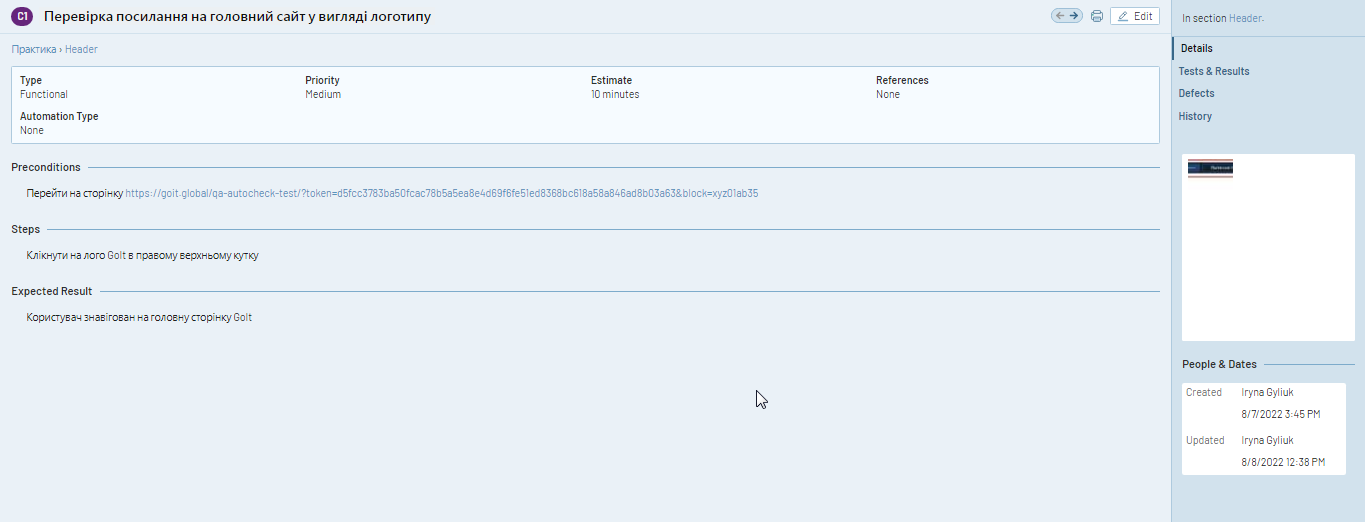 C1 Перевірка посилання на головний сайт у вигляді логотипу
Edit
Практика › Header
Type Priority Estimate References
Functional Medium 10 minutes None
Automation Type
None
Preconditions
Перейти на сторінку https://goit.global/qa-autocheck-test/?token=d5fcc3783ba50fcac78b5a5ea8e4d69f6fe51ed8368bc618a58a846ad8b03a63&block=xyz01ab35
Steps
Клікнути на лого GoIt в правому верхньому кутку
Expected Result
Користувач знавігован на головну сторінку GoIt
In section Header.
Details
Tests & Results
Defects
History
People & Dates
Created Iryna Gyliuk
8/7/2022 3:45 PM
Updated Iryna Gyliuk
8/8/2022 12:38 PM